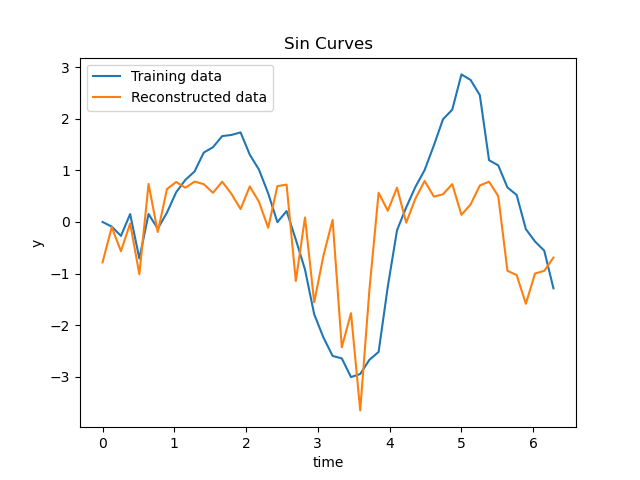 Sin Curves
Training data
Reconstructed data
3
2
1
0
−1
−2
−3
y
0 1 2 3 4 5 6
time